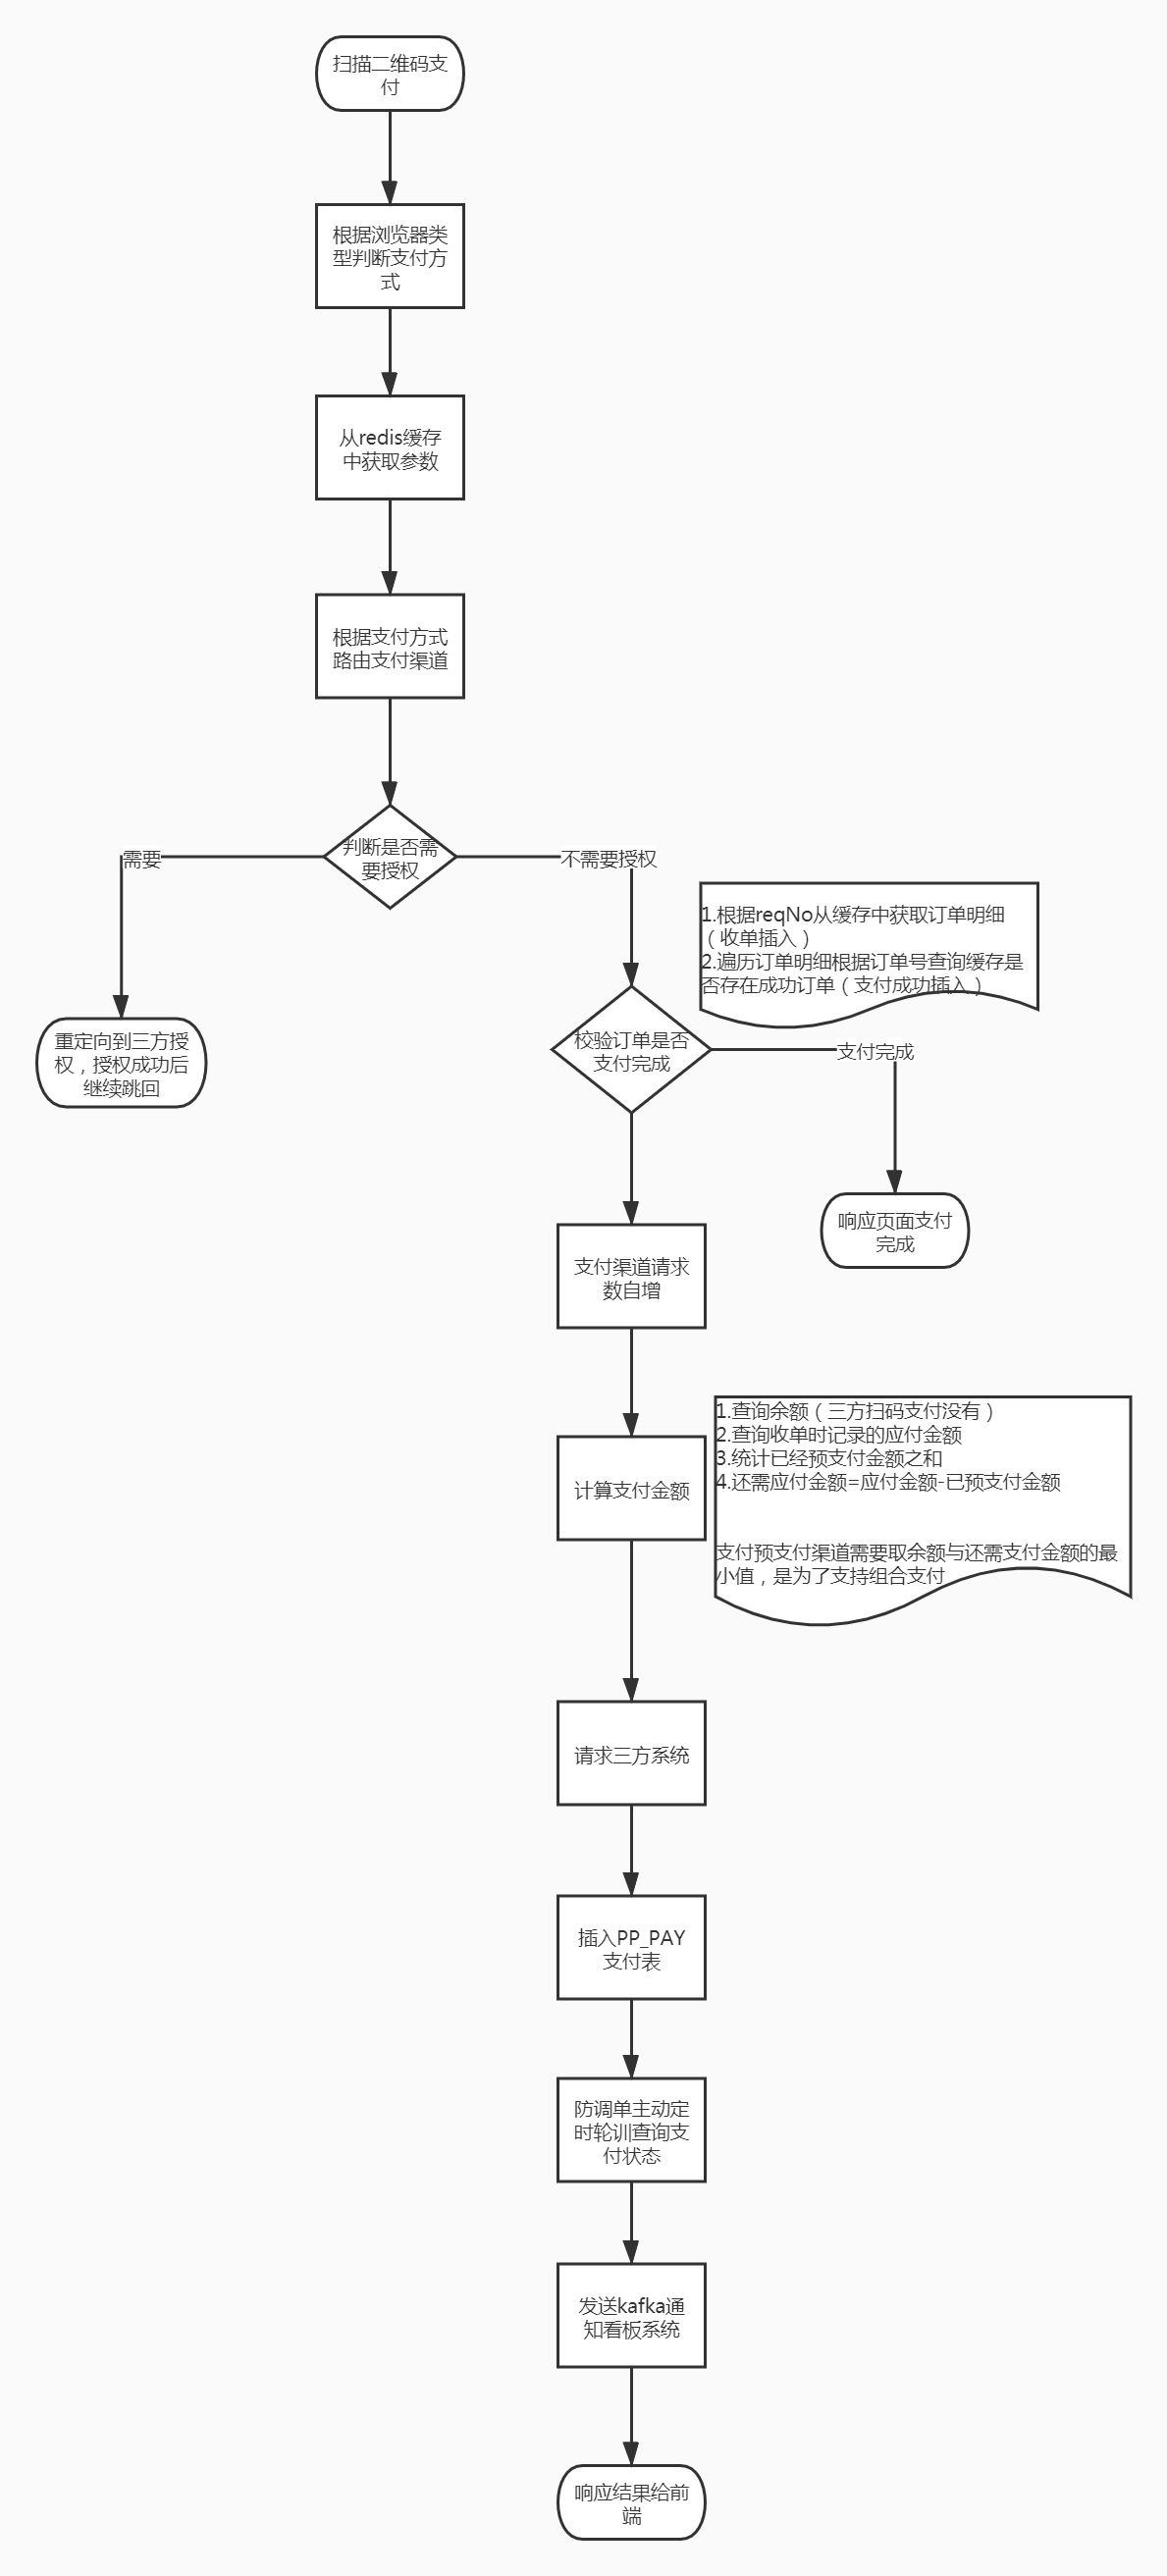 扫描二维码支
付
根据浏览器类
型判断支付方
式
从redis缓存
中获取参数
根据支付方式
路由支付渠道
判断是否需
要授权
需要
不需要授权
重定向到三方授
权，授权成功后
继续跳回
1.根据reqNo从缓存中获取订单明细
（收单插入）
2.遍历订单明细根据订单号查询缓存是
否存在成功订单（支付成功插入）
校验订单是否
支付完成
支付完成
响应页面支付
完成
支付渠道请求
数自增
1.查询余额（三方扫码支付没有）
2.查询收单时记录的应付金额
3.统计已经预支付金额之和
4.还需应付金额=应付金额-已预支付金额
支付预支付渠道需要取余额与还需支付金额的最
小值，是为了支持组合支付
计算支付金额
请求三方系统
插入PP_PAY
支付表
防调单主动定
时轮训查询支
付状态
发送kafka通
知看板系统
响应结果给前
端